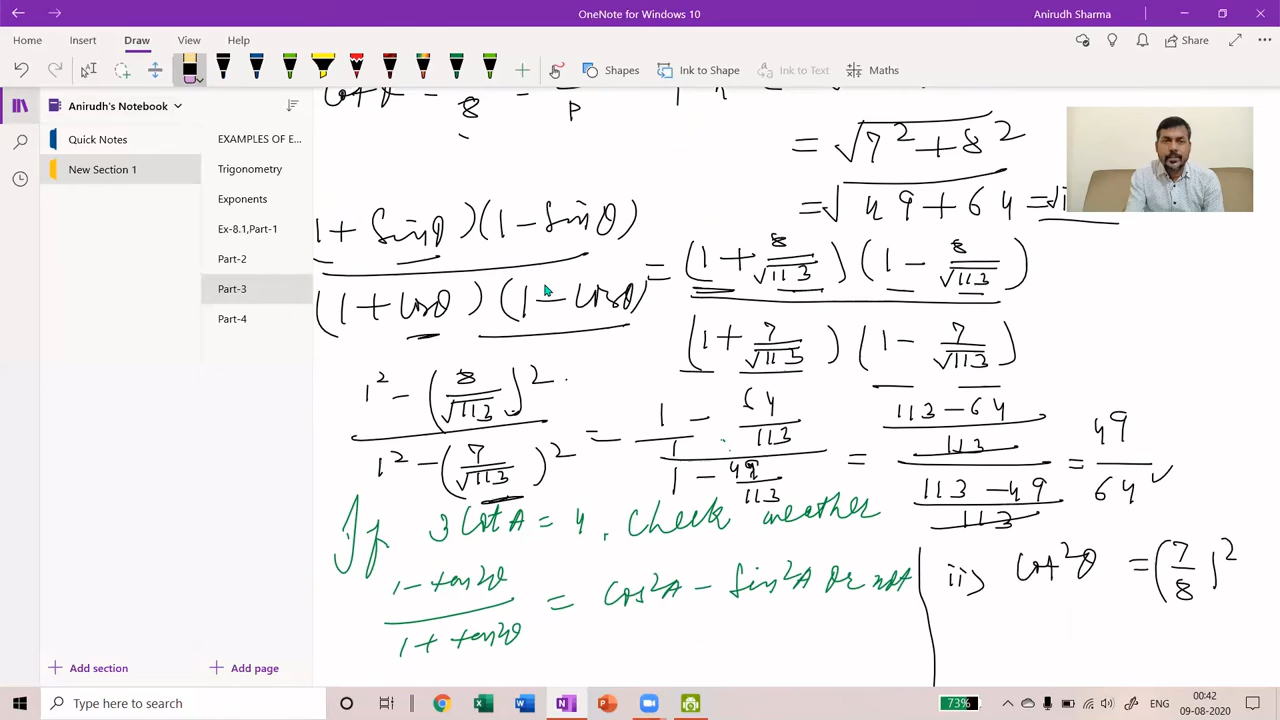 OneNote for Windows 10
Anirudh Sharma
Home Insert Draw View Help
Share
Shapes Ink to Shape Ink to Text Maths
Anirudh's Notebook
Quick Notes
New Section 1
EXAMPLES OF E...
Trigonometry
Exponents
Ex-8.1,Part-1
Part-2
Part-3
Part-4
8 = P
= √7² + 8²
= √49 + 64 = √1
1 + Sinθ)(1 - Sinθ) / (1 + Cosθ)(1 - Cosθ) = (1 + 8/√113)(1 - 8/√113) / (1 + 7/√113)(1 - 7/√113)
1² - (8/√113)² / 1² - (7/√113)² = 1/1 - 64/113 / 1 - 49/113 = 113 - 64/113 / 113 - 49/113 = 49/64 ✓
If 3 Cot A = 4, Check weather
1 - tan²θ / 1 + tan²θ = Cos²A - Sin²A Or not
ii) Cot²θ = (7/8)²
Add section
Add page
Type here to search
73%
ENG
00:42
09-08-2020